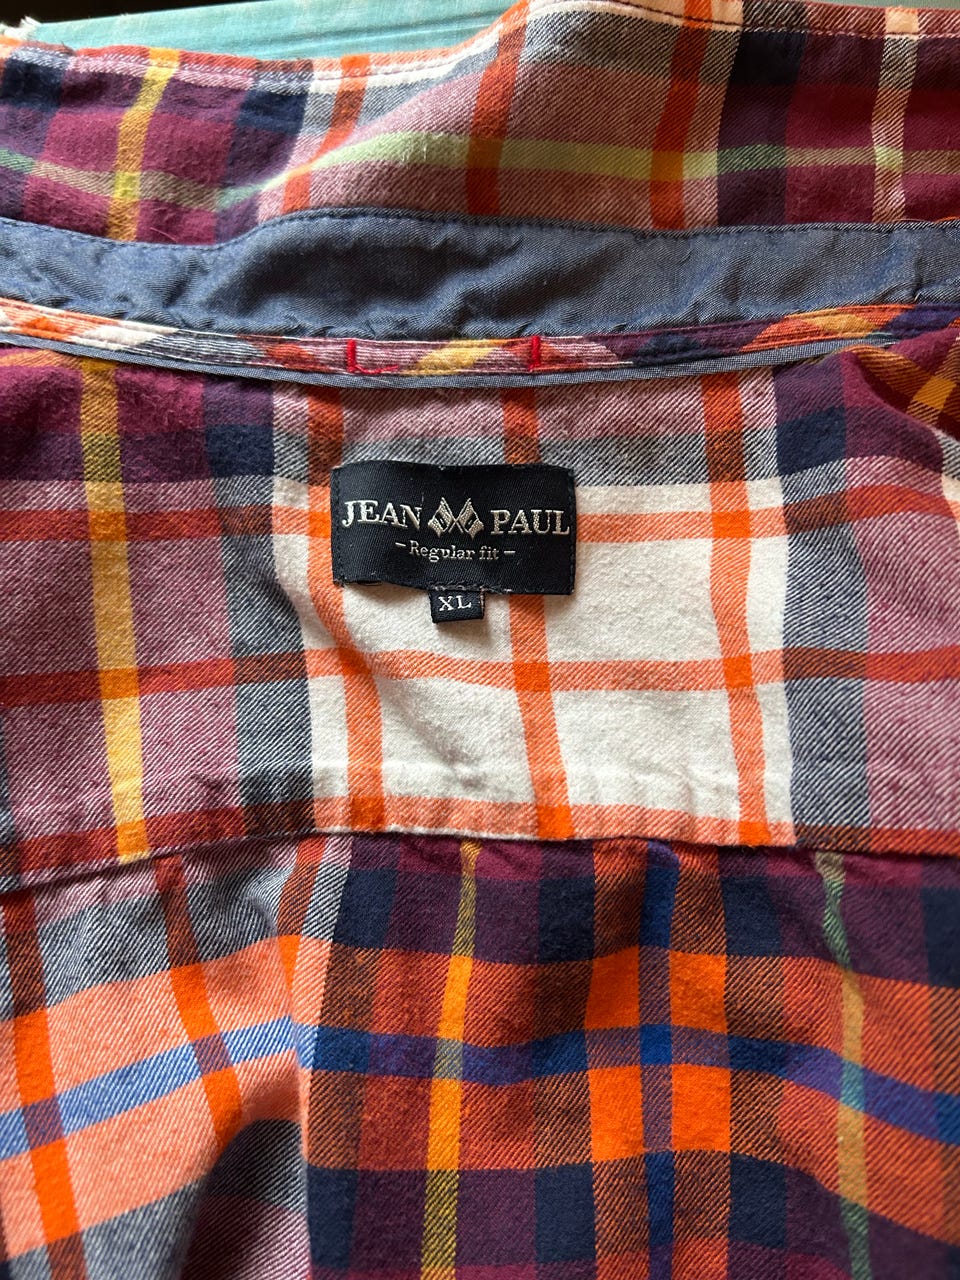 JEAN PAUL
- Regular fit -
XL